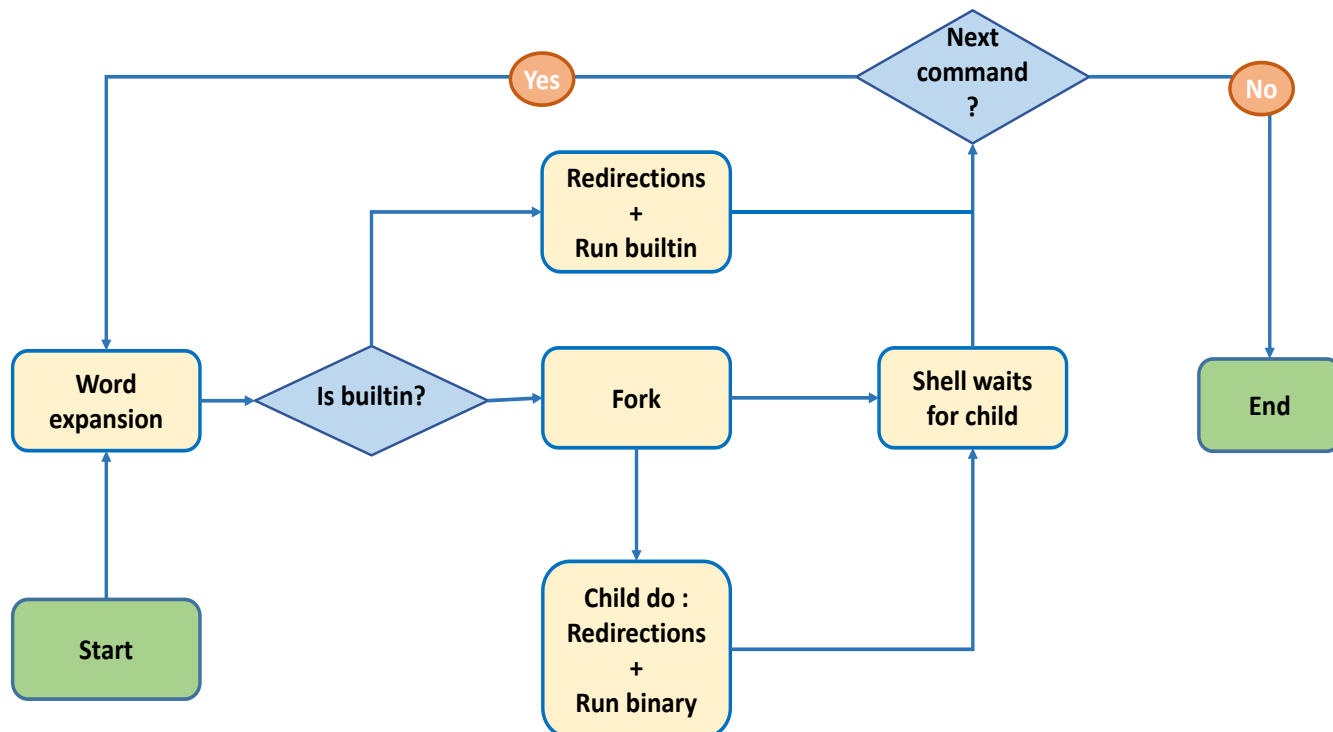 Next
command
?
Yes
No
Redirections
+
Run builtin
Word
expansion
Is builtin?
Fork
Shell waits
for child
End
Start
Child do :
Redirections
+
Run binary